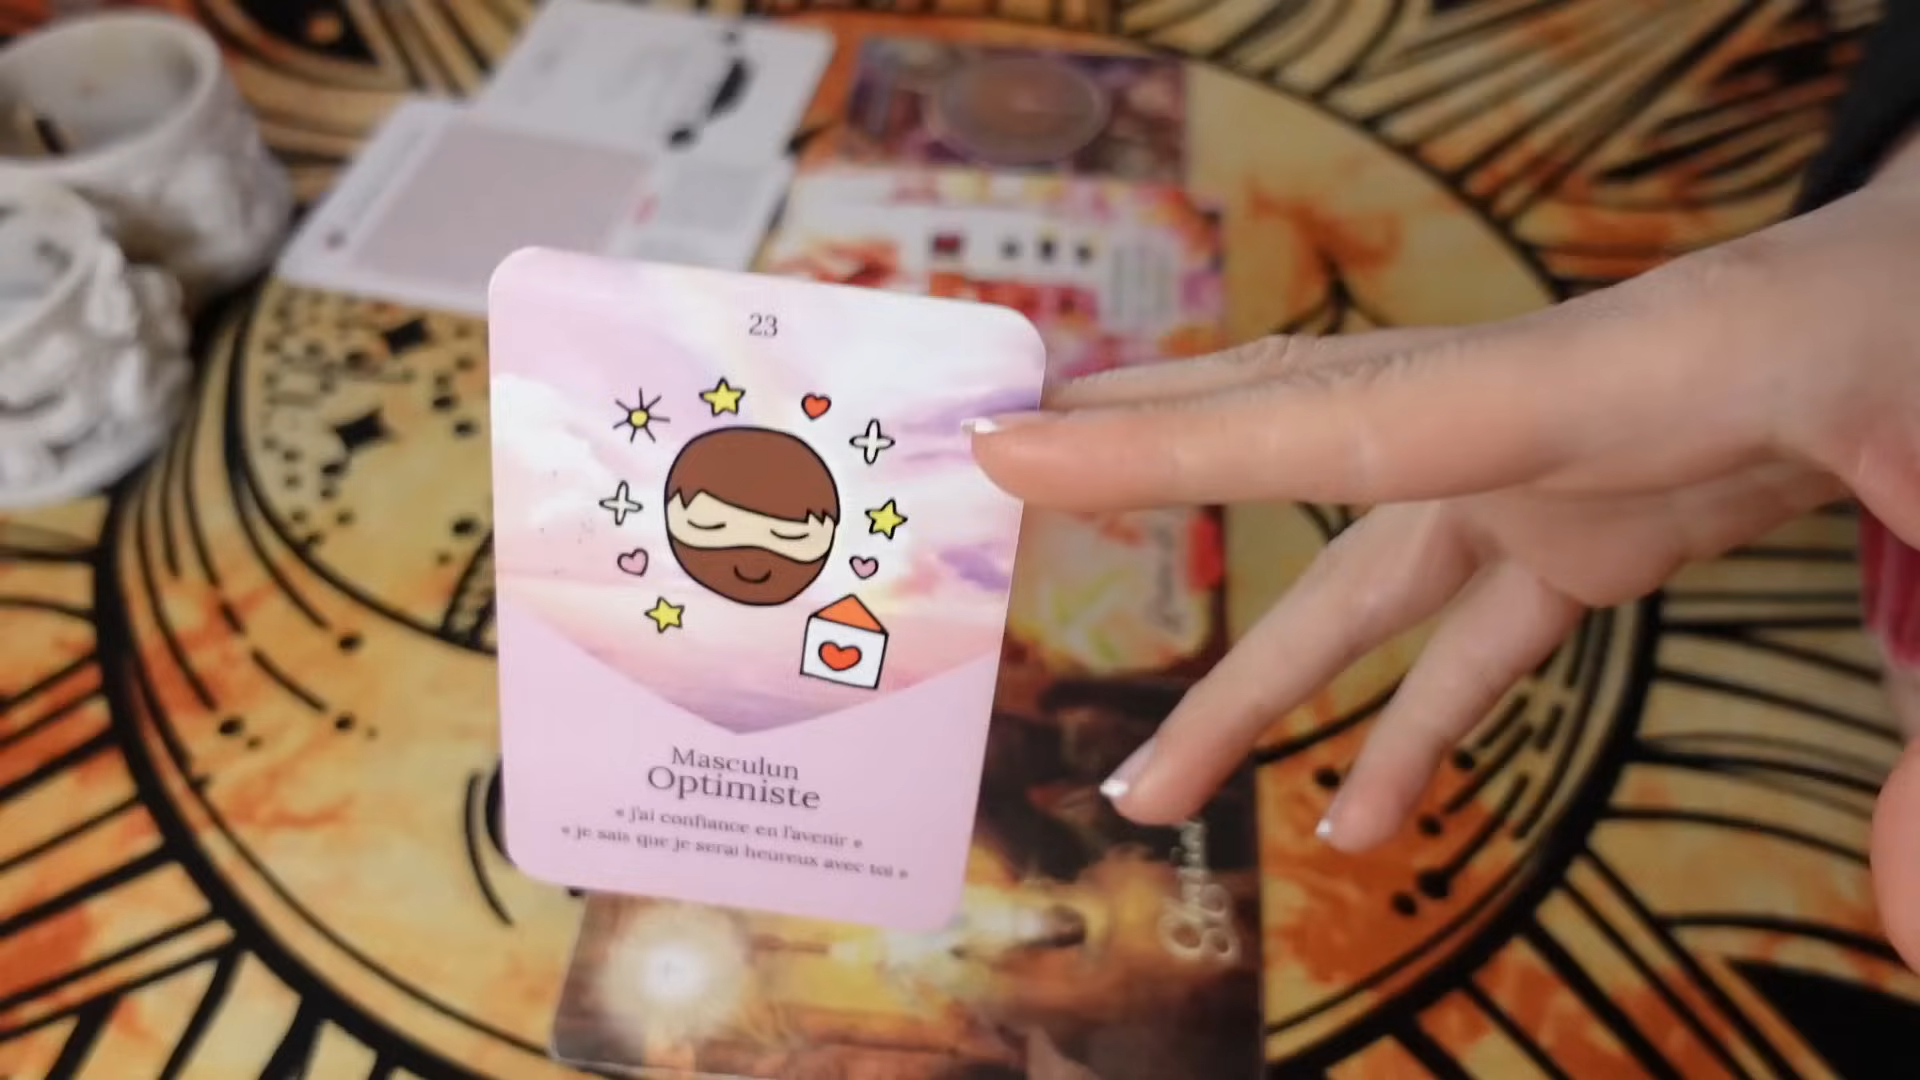 23
Masculun
Optimiste
« j'ai confiance en l'avenir »
« je sais que je serai heureux avec toi »